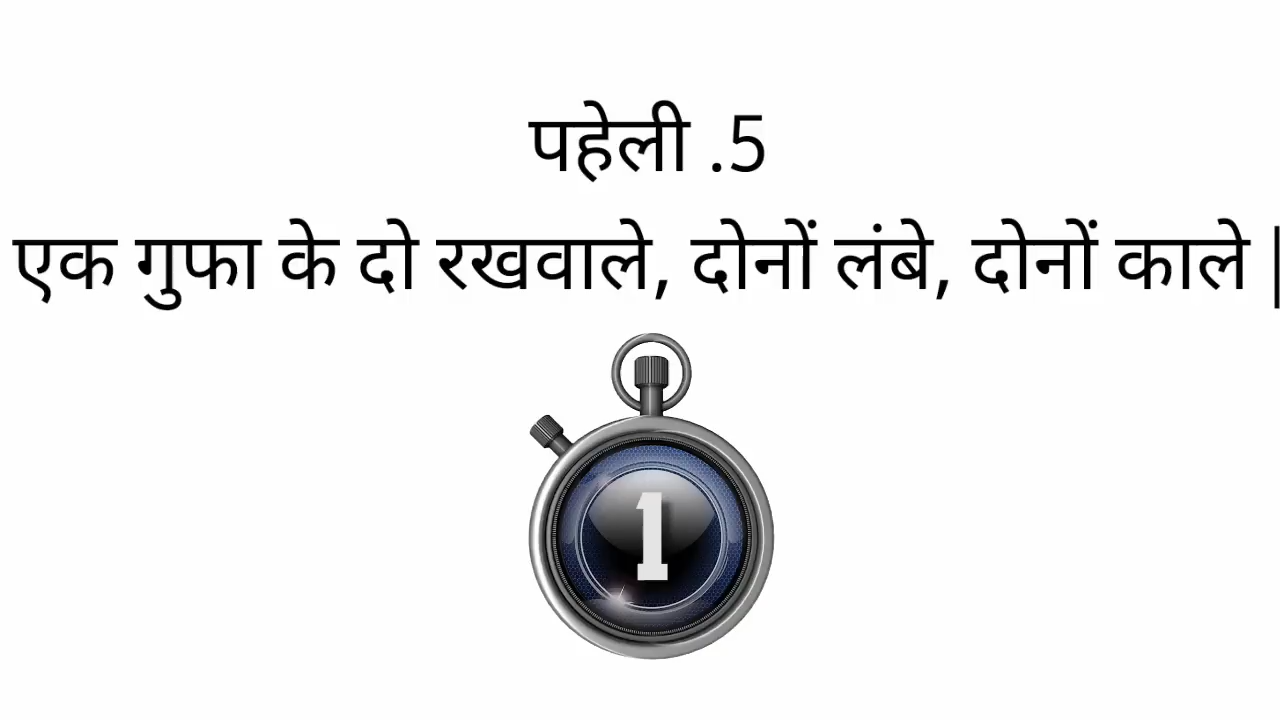 पहेली .5
एक गुफा के दो रखवाले, दोनों लंबे, दोनों काले |
1